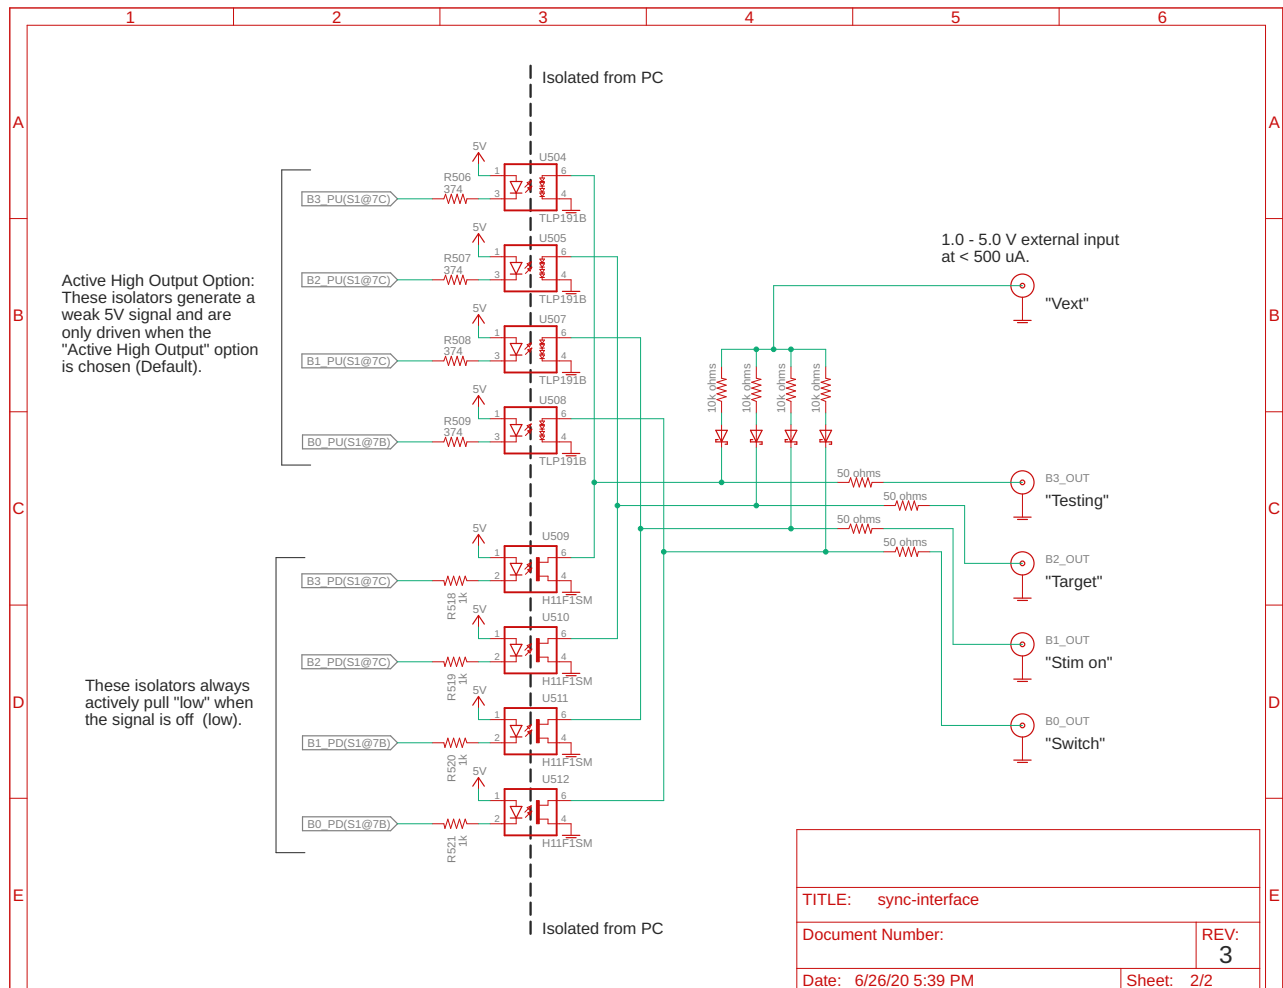 1 2 3 4 5 6
A A
B B
C C
D D
E E
Isolated from PC
5V
U504
1 6
R506
374
B3_PU(S1@7C)
3 4
TLP191B
5V
U505
1 6
R507
374
B2_PU(S1@7C)
3 4
TLP191B
5V
U507
1 6
R508
374
B1_PU(S1@7C)
3 4
TLP191B
5V
U508
1 6
R509
374
B0_PU(S1@7B)
3 4
TLP191B
Active High Output Option:
These isolators generate a
weak 5V signal and are
only driven when the
"Active High Output" option
is chosen (Default).
5V
U509
1 6
B3_PD(S1@7C)
2 4
R518
1k
H11F1SM
5V
U510
1 6
B2_PD(S1@7C)
2 4
R519
1k
H11F1SM
5V
U511
1 6
B1_PD(S1@7B)
2 4
R520
1k
H11F1SM
5V
U512
1 6
B0_PD(S1@7B)
2 4
R521
1k
H11F1SM
These isolators always
actively pull "low" when
the signal is off (low).
Isolated from PC
1.0 - 5.0 V external input
at < 500 uA.
"Vext"
10k ohms
10k ohms
10k ohms
10k ohms
50 ohms
50 ohms
50 ohms
50 ohms
B3_OUT
"Testing"
B2_OUT
"Target"
B1_OUT
"Stim on"
B0_OUT
"Switch"
TITLE: sync-interface
Document Number:
REV:
3
Date: 6/26/20 5:39 PM
Sheet: 2/2